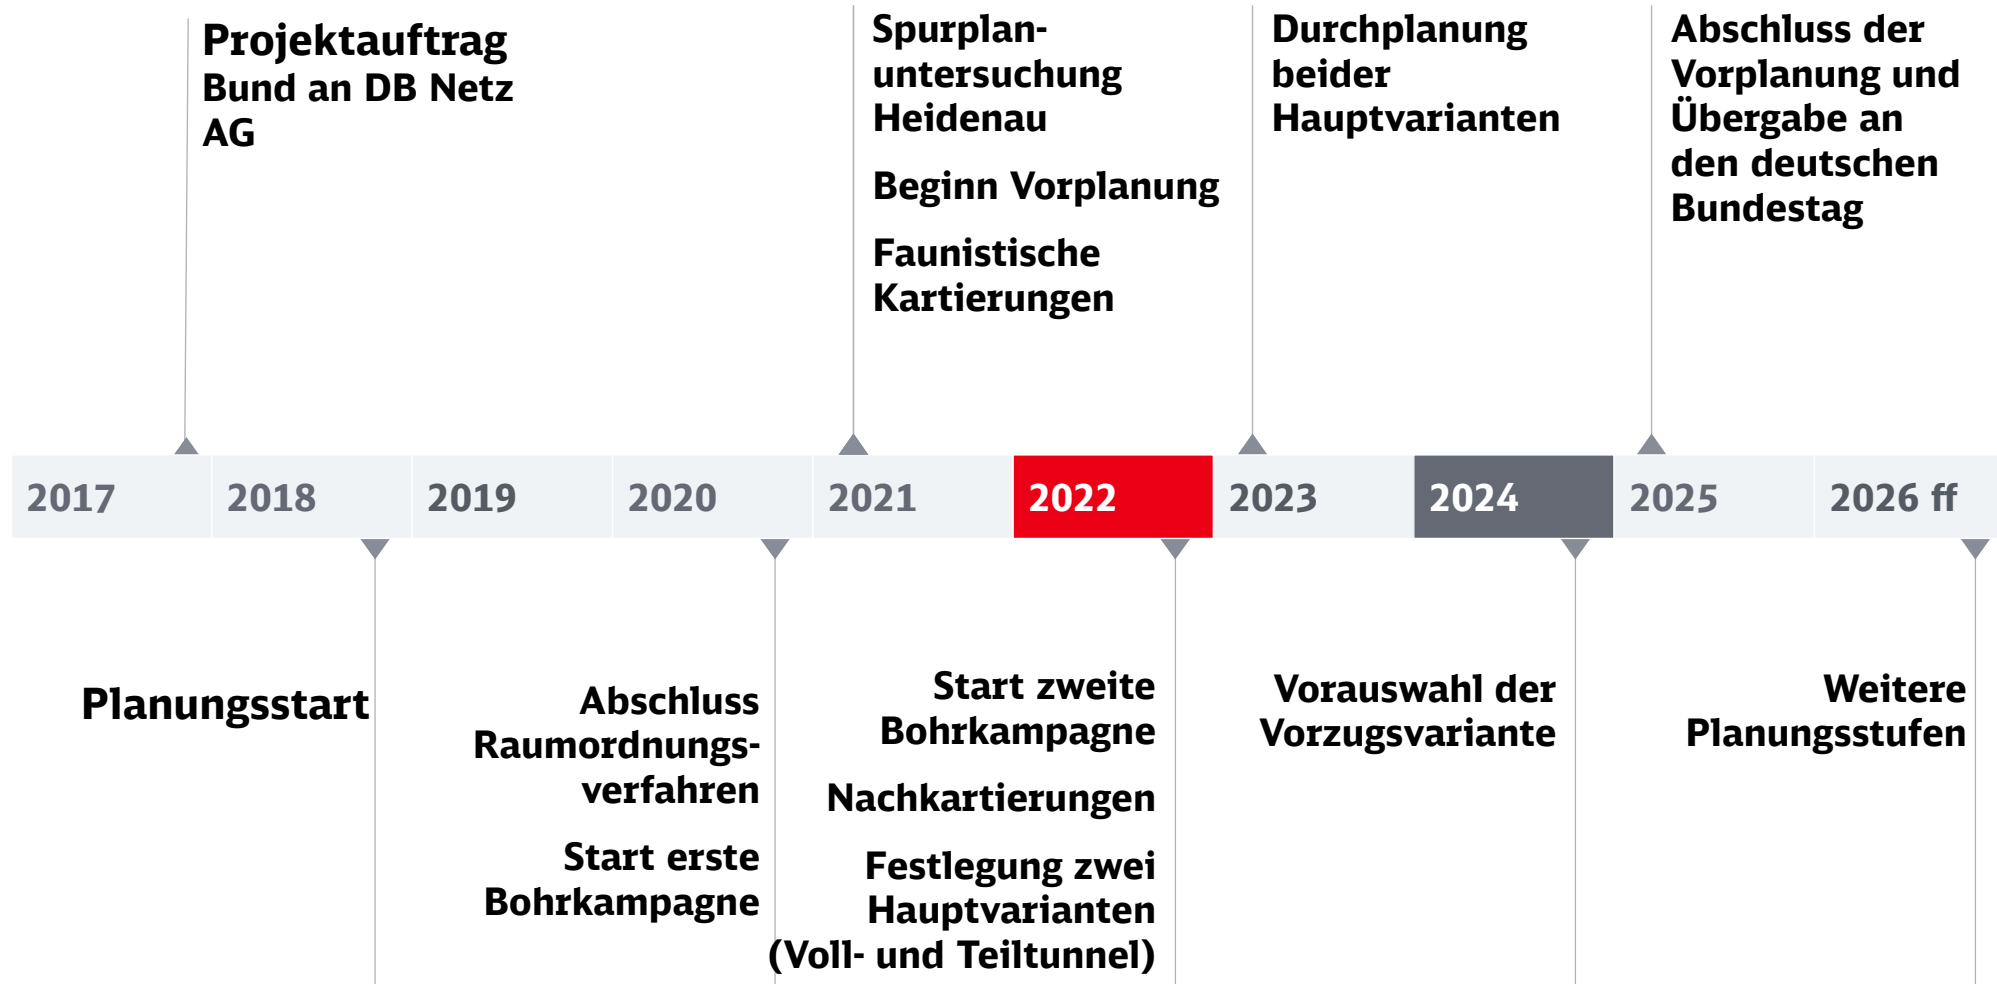 Projektauftrag
Bund an DB Netz
AG
Spurplan-
untersuchung
Heidenau
Beginn Vorplanung
Faunistische
Kartierungen
Durchplanung
beider
Hauptvarianten
Abschluss der
Vorplanung und
Übergabe an
den deutschen
Bundestag
2017
2018
2019
2020
2021
2022
2023
2024
2025
2026 ff
Planungsstart
Abschluss
Raumordnungs-
verfahren
Start erste
Bohrkampagne
Start zweite
Bohrkampagne
Nachkartierungen
Festlegung zwei
Hauptvarianten
(Voll- und Teiltunnel)
Vorauswahl der
Vorzugsvariante
Weitere
Planungsstufen